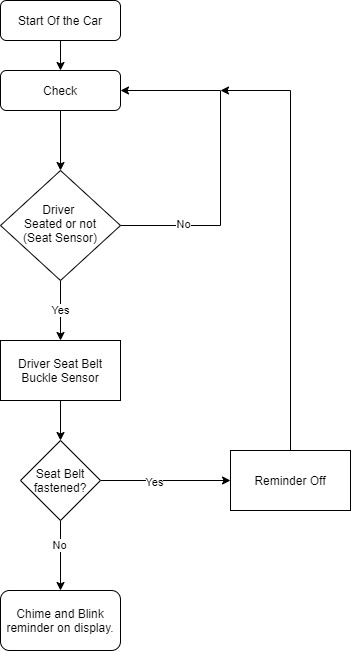 Start Of the Car
Check
Driver
Seated or not
(Seat Sensor)
No
Yes
Driver Seat Belt
Buckle Sensor
Seat Belt
fastened?
Yes
Reminder Off
No
Chime and Blink
reminder on display.